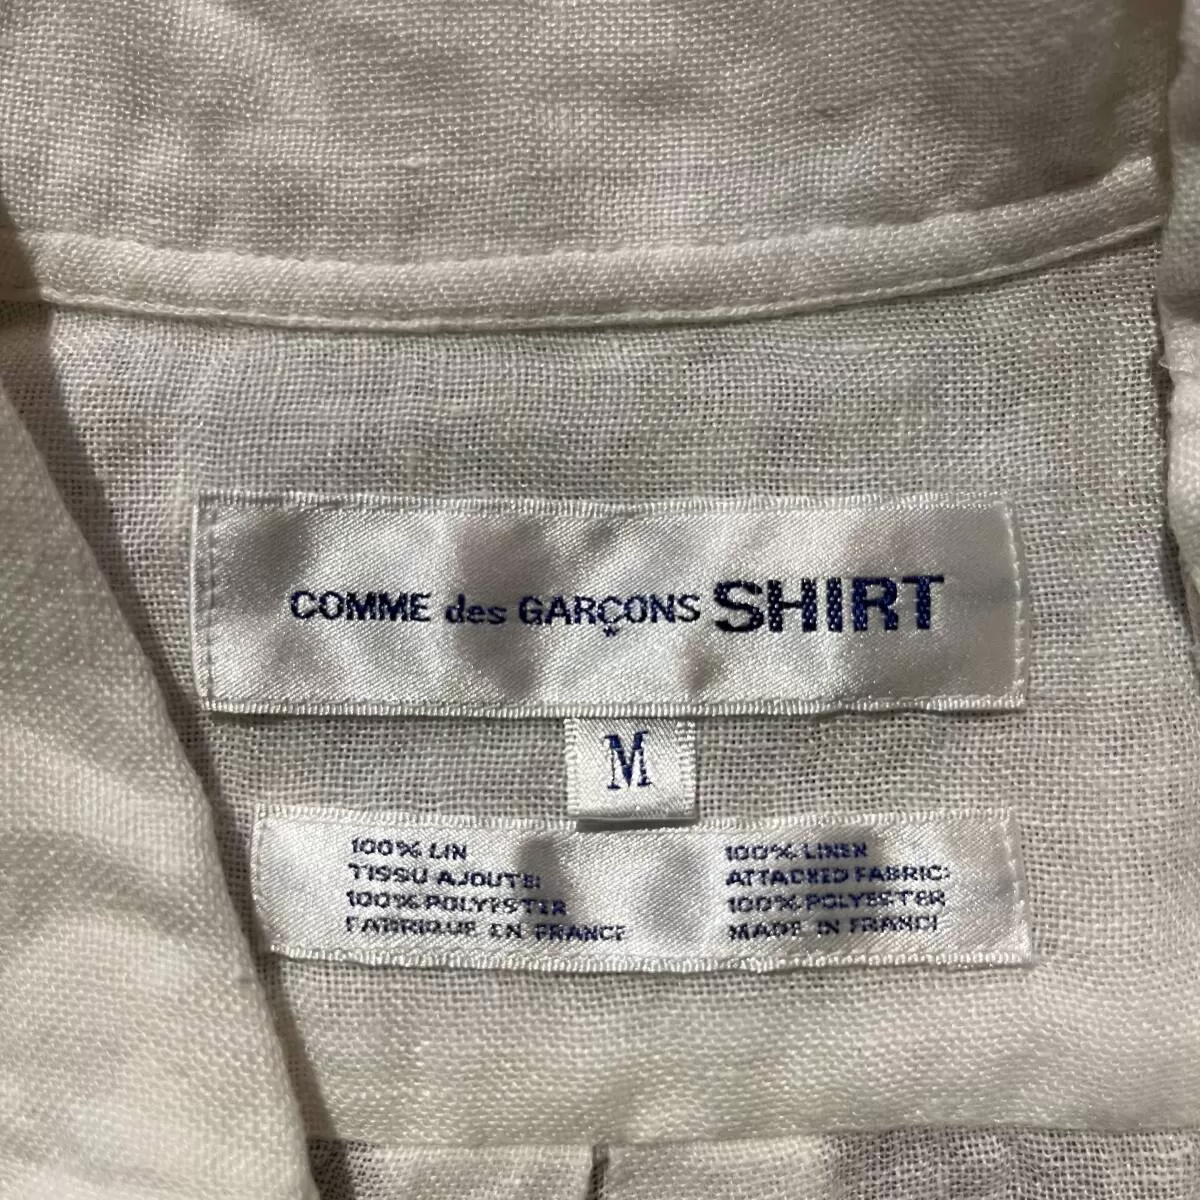 COMME des GARÇONS SHIRT
M
100% LIN
TISSU AJOUTE:
100% POLYESTER
FABRIQUE EN FRANCE
100% LINEN
ATTACHED FABRIC:
100% POLYESTER
MADE IN FRANCE